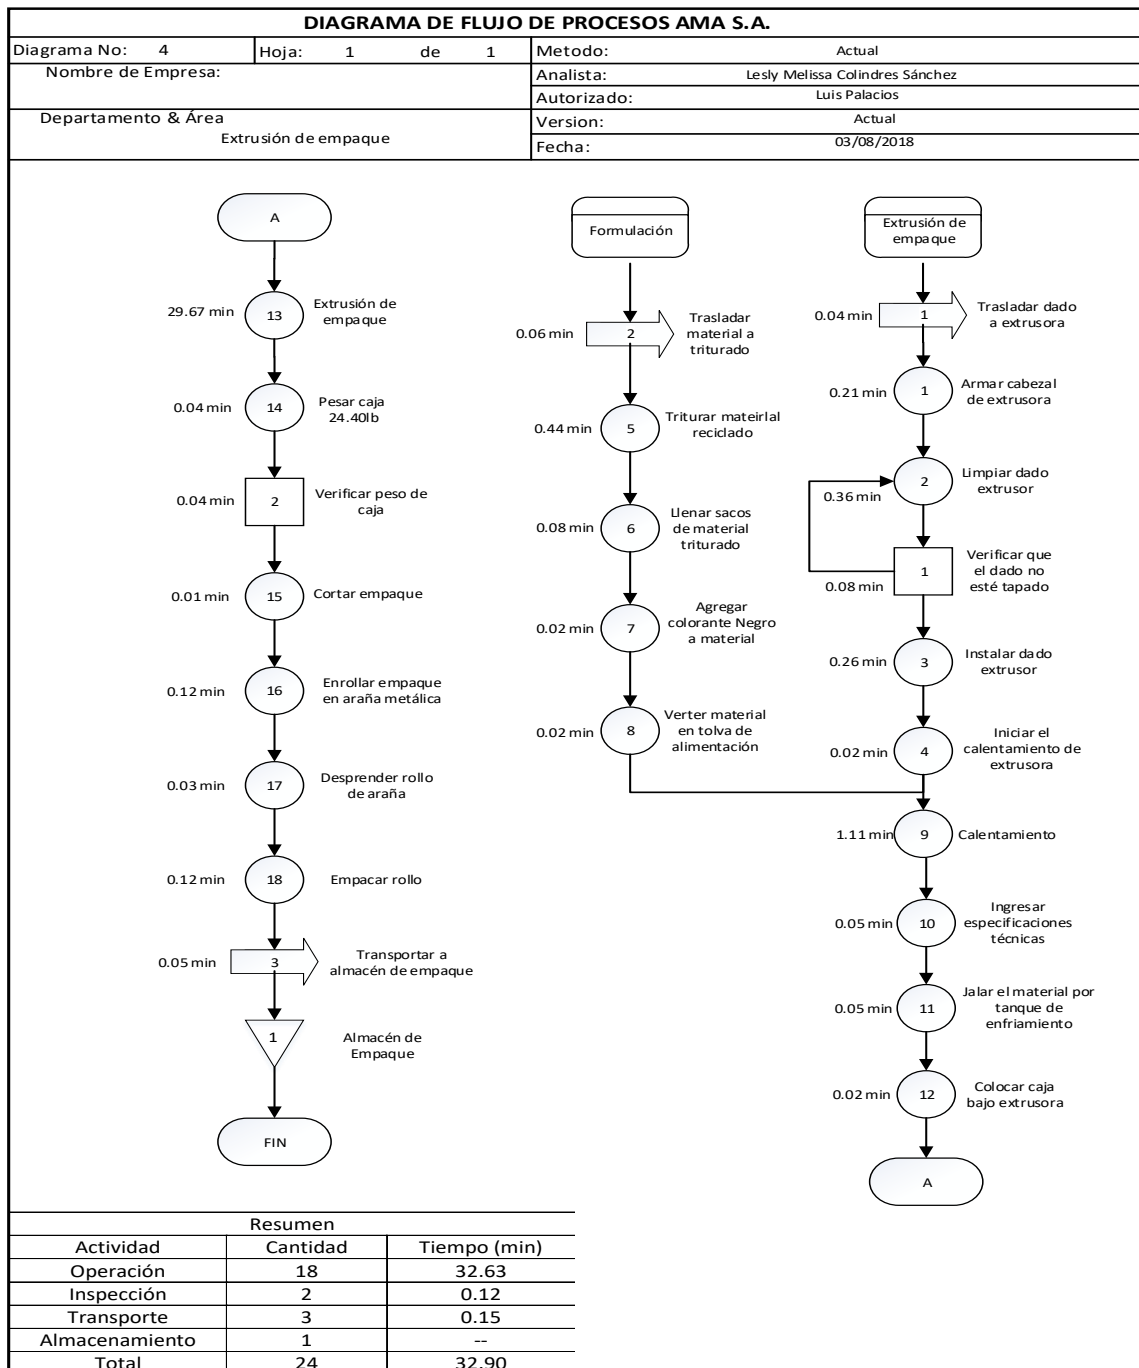 DIAGRAMA DE FLUJO DE PROCESOS AMA S.A.
Diagrama No: 4
Hoja: 1 de 1
Metodo: Actual
Nombre de Empresa:
Analista: Lesly Melissa Colindres Sánchez
Autorizado: Luis Palacios
Departamento & Área
Extrusión de empaque
Version: Actual
Fecha: 03/08/2018
A
29.67 min
13
Extrusión de
empaque
0.04 min
14
Pesar caja
24.40lb
0.04 min
2
Verificar peso de
caja
0.01 min
15
Cortar empaque
0.12 min
16
Enrollar empaque
en araña metálica
0.03 min
17
Desprender rollo
de araña
0.12 min
18
Empacar rollo
0.05 min
3
Transportar a
almacén de empaque
1
Almacén de
Empaque
FIN
Formulación
0.06 min
2
Trasladar
material a
triturado
0.44 min
5
Triturar mateirlal
reciclado
0.08 min
6
Llenar sacos
de material
triturado
0.02 min
7
Agregar
colorante Negro
a material
0.02 min
8
Verter material
en tolva de
alimentación
Extrusión de
empaque
0.04 min
1
Trasladar dado
a extrusora
0.21 min
1
Armar cabezal
de extrusora
0.36 min
2
Limpiar dado
extrusor
0.08 min
1
Verificar que
el dado no
esté tapado
0.26 min
3
Instalar dado
extrusor
0.02 min
4
Iniciar el
calentamiento de
extrusora
1.11 min
9
Calentamiento
0.05 min
10
Ingresar
especificaciones
técnicas
0.05 min
11
Jalar el material por
tanque de
enfriamiento
0.02 min
12
Colocar caja
bajo extrusora
A
Resumen
Actividad Cantidad Tiempo (min)
Operación 18 32.63
Inspección 2 0.12
Transporte 3 0.15
Almacenamiento 1 --
Total 24 32.90